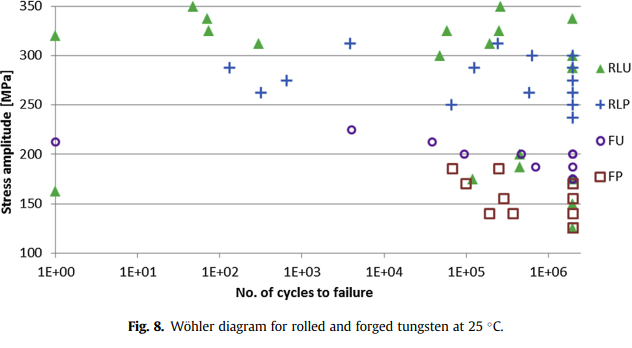 350
300
250
200
150
100
Stress amplitude [MPa]
1E+00 1E+01 1E+02 1E+03 1E+04 1E+05 1E+06
No. of cycles to failure
RLU
RLP
FU
FP
Fig. 8. Wöhler diagram for rolled and forged tungsten at 25 °C.